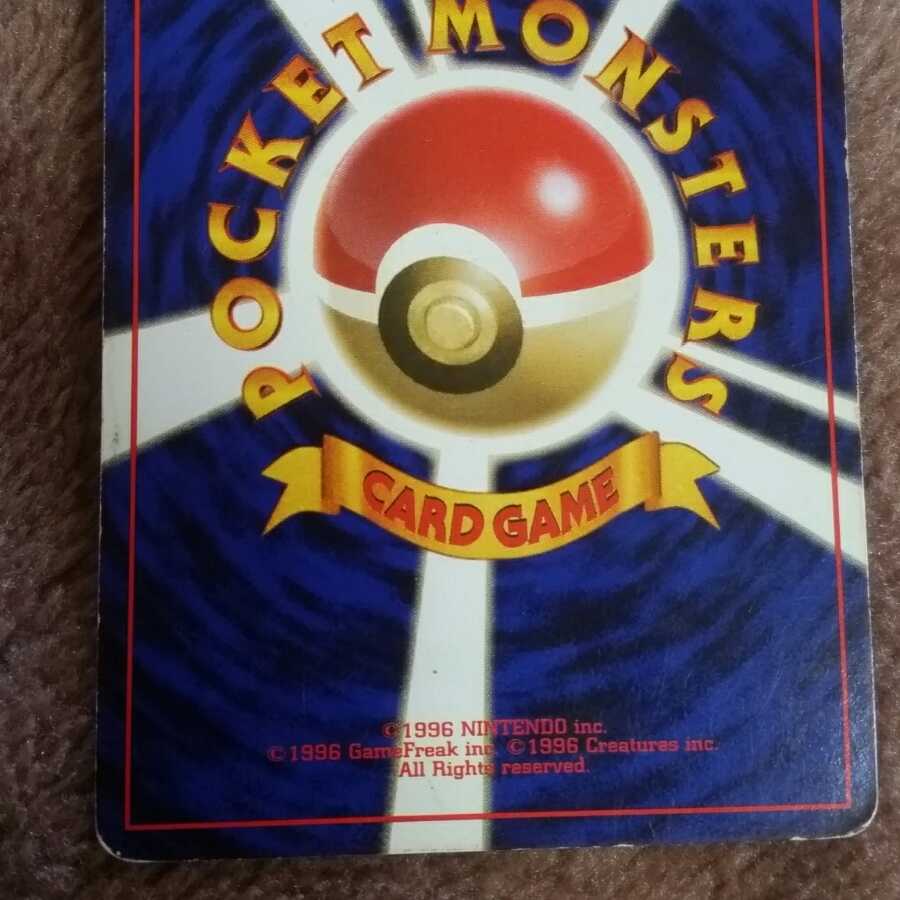 POCKET MONSTERS
CARD GAME
©1996 NINTENDO inc.
©1996 GameFreak inc. ©1996 Creatures inc.
All Rights reserved.